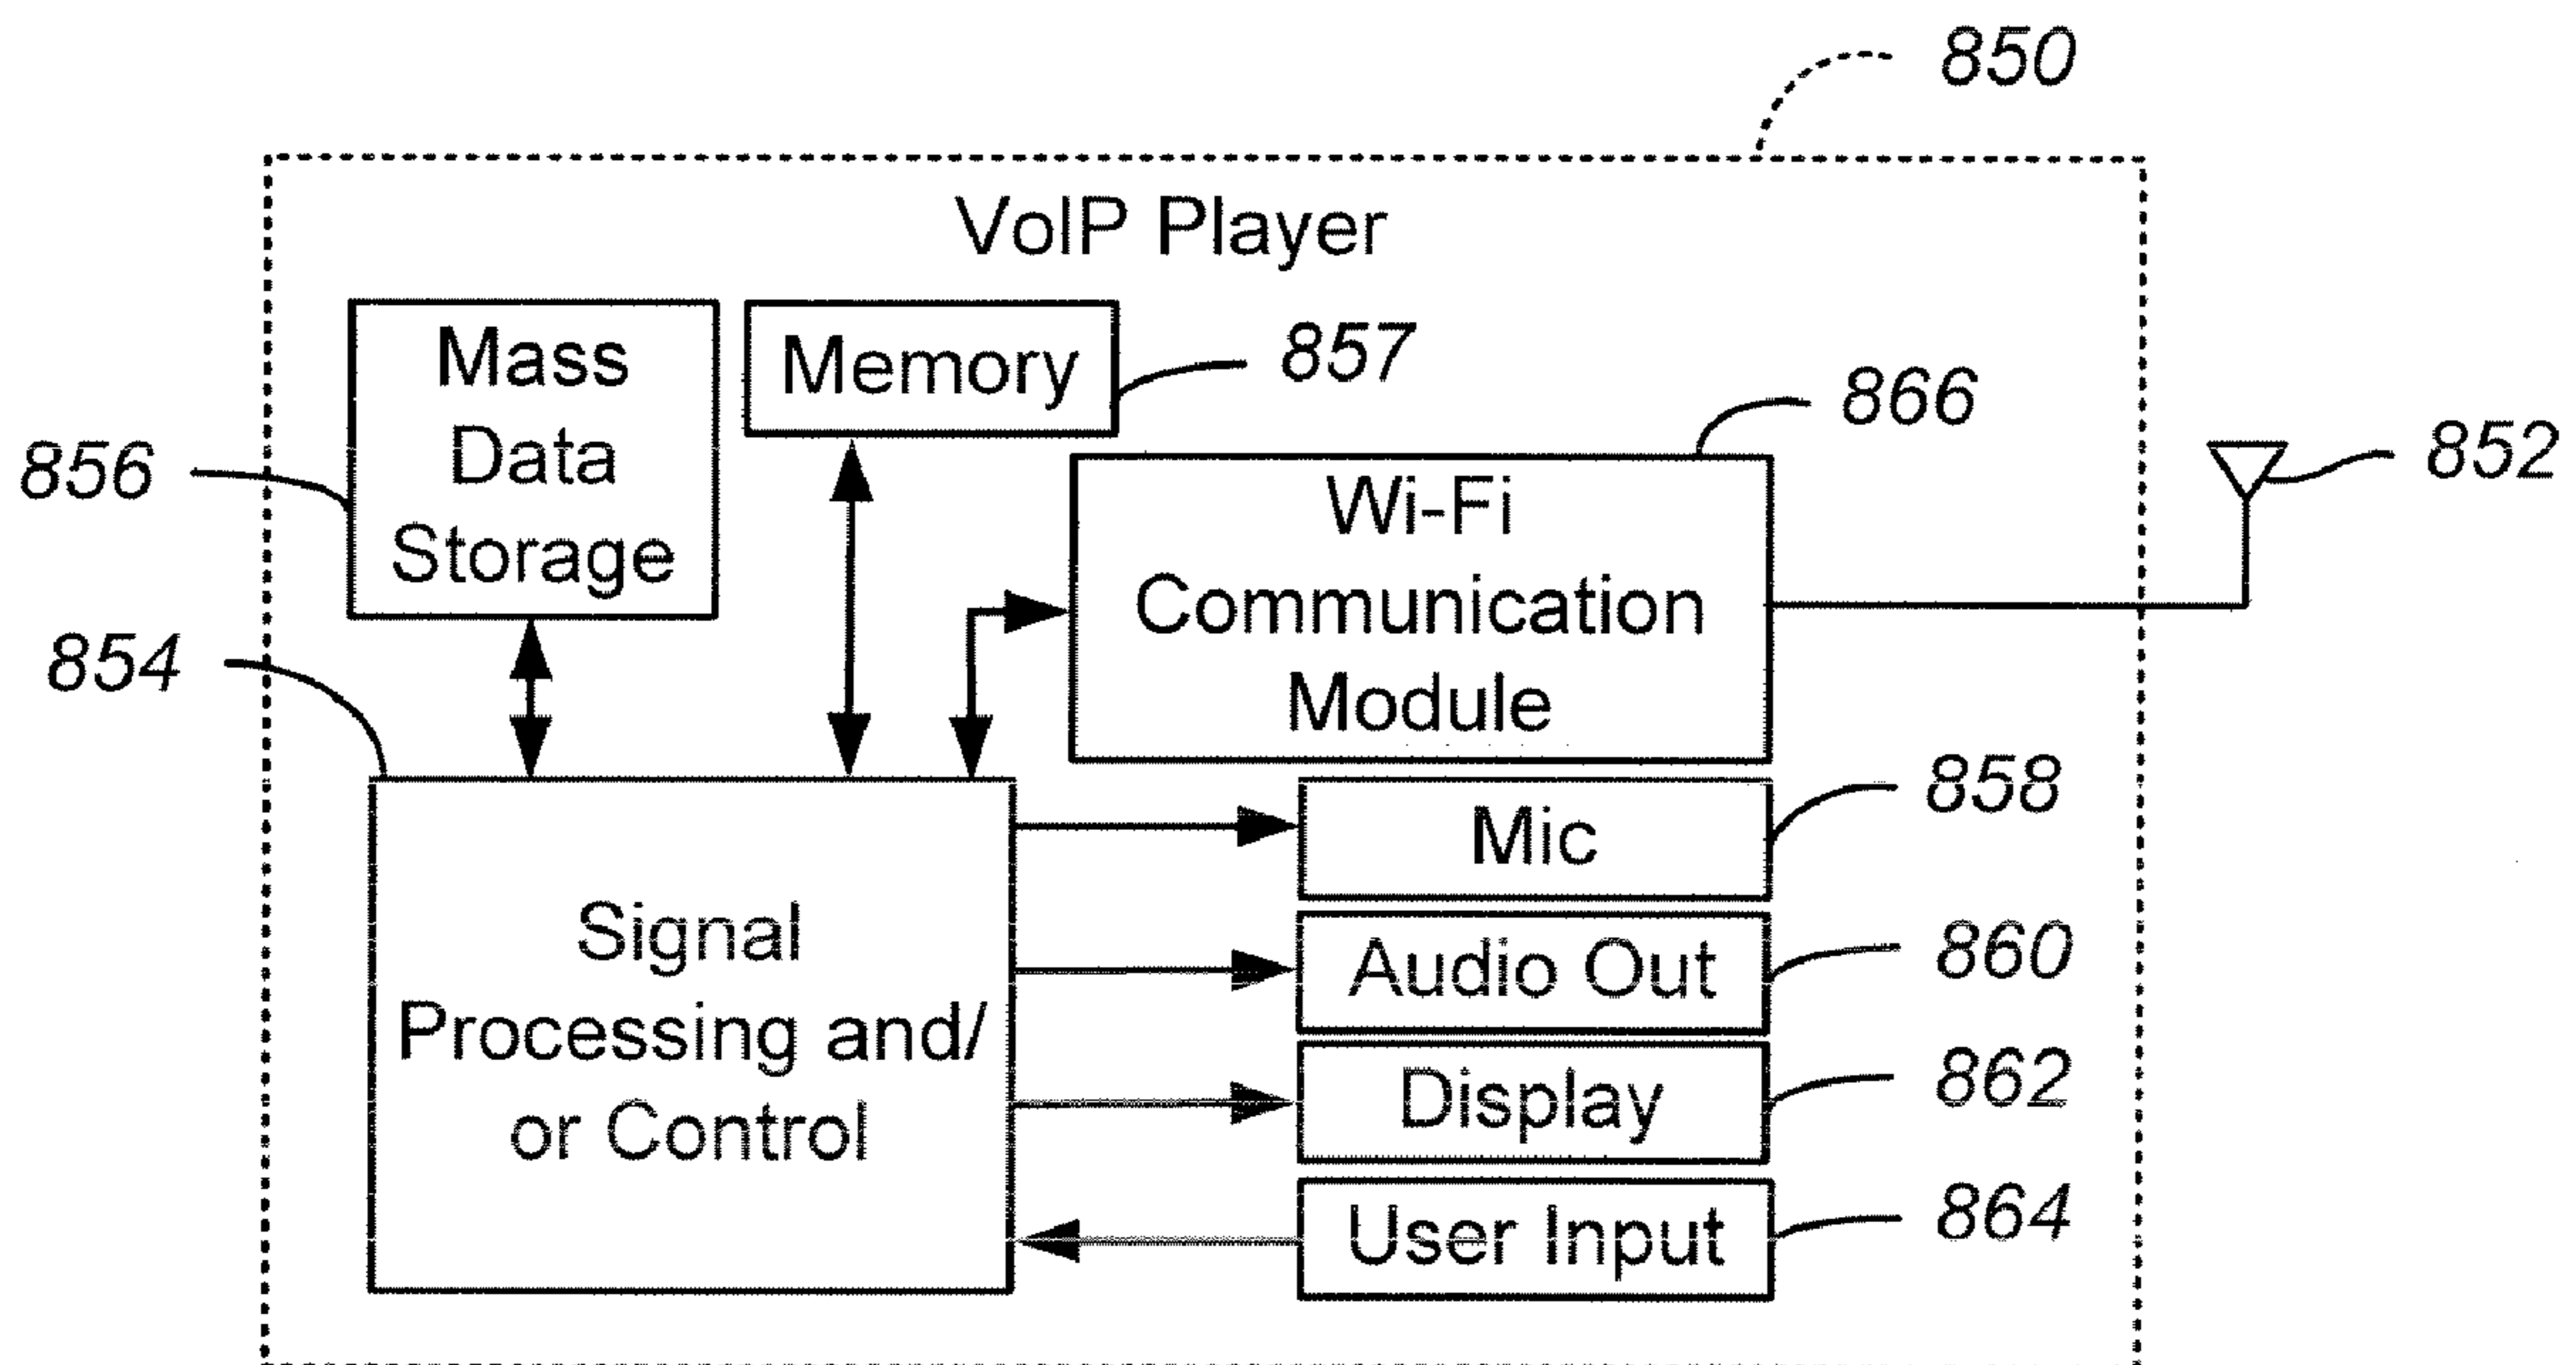 850
VoIP Player
Mass
Data
Storage
Memory
857
866
856
Wi-Fi
Communication
Module
852
854
Mic
858
Signal
Processing and/
or Control
Audio Out
860
Display
862
User Input
864